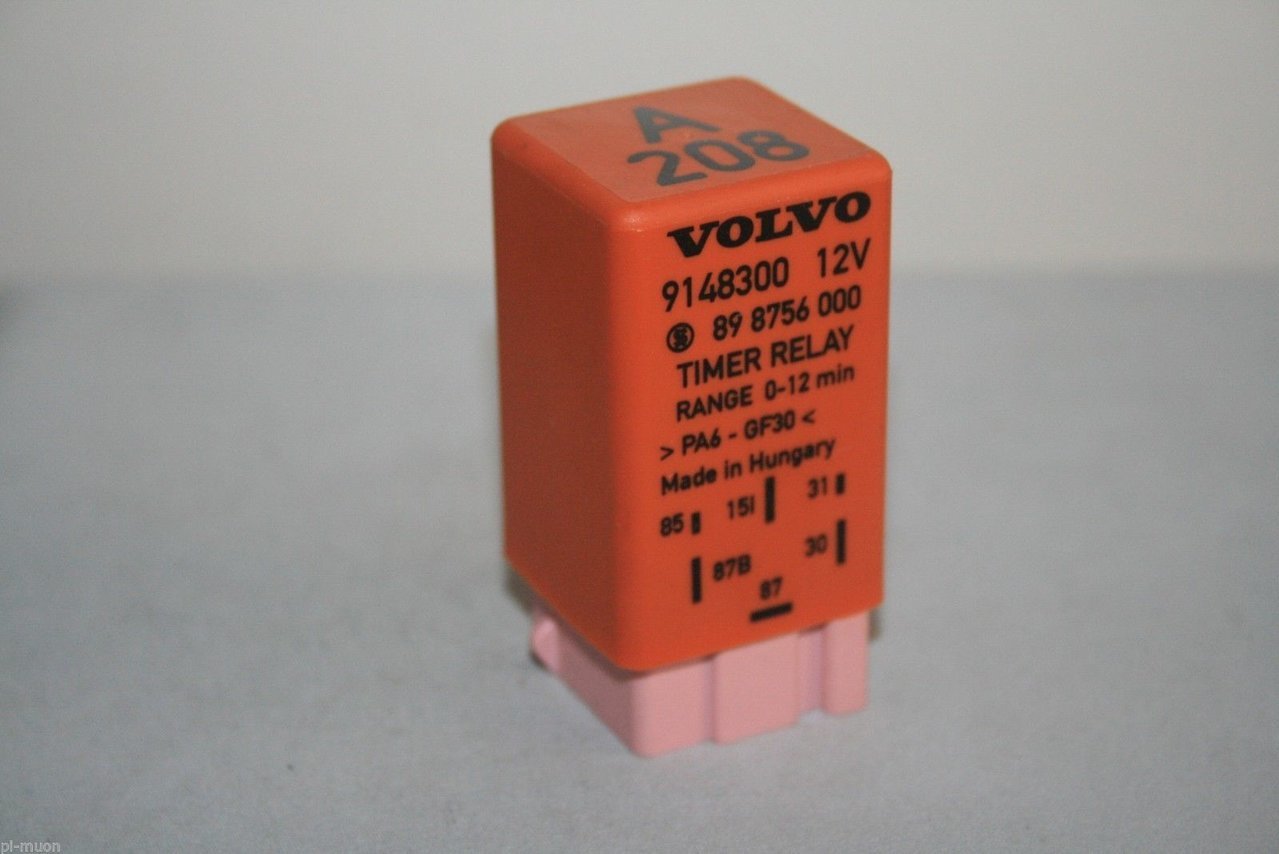 A
208
VOLVO
9148300 12V
89 8756 000
TIMER RELAY
RANGE 0-12 min
> PA6 - GF30 <
Made in Hungary
85 15I 31
87B 30
87
pl-muon